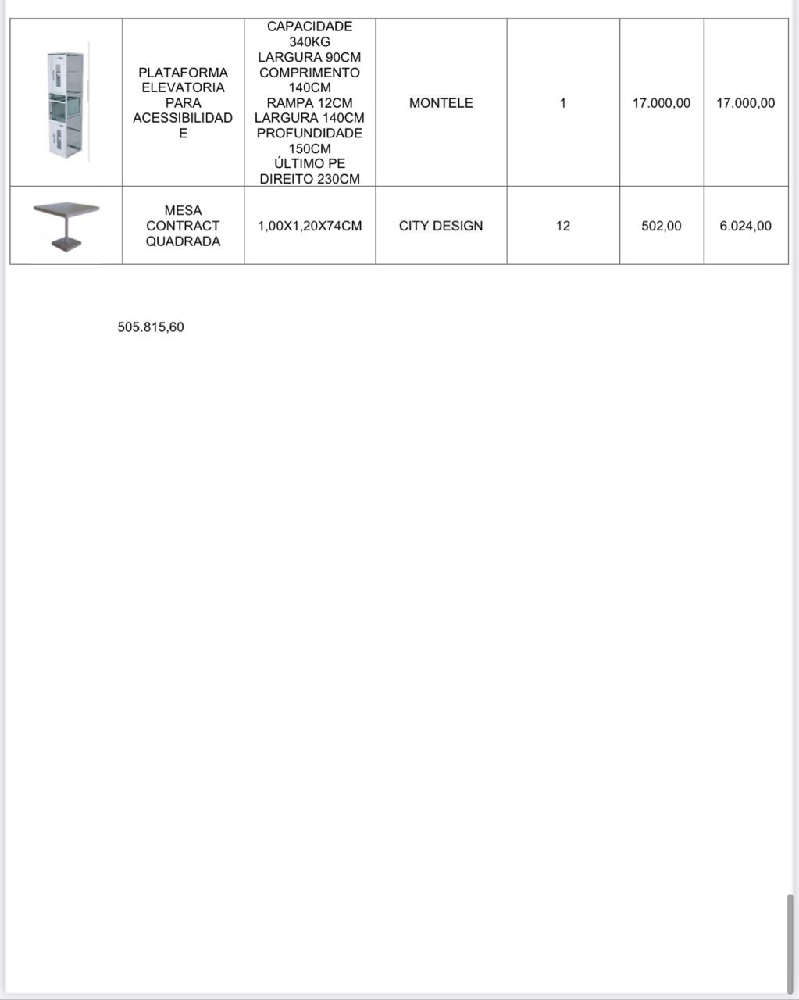 CAPACIDADE
340KG
LARGURA 90CM
COMPRIMENTO
140CM
RAMPA 12CM
LARGURA 140CM
PROFUNDIDADE
150CM
ÚLTIMO PE
DIREITO 230CM
PLATAFORMA
ELEVATORIA
PARA
ACESSIBILIDAD
E
MONTELE
1
17.000,00
17.000,00
MESA
CONTRACT
QUADRADA
1,00X1,20X74CM
CITY DESIGN
12
502,00
6.024,00
505.815,60